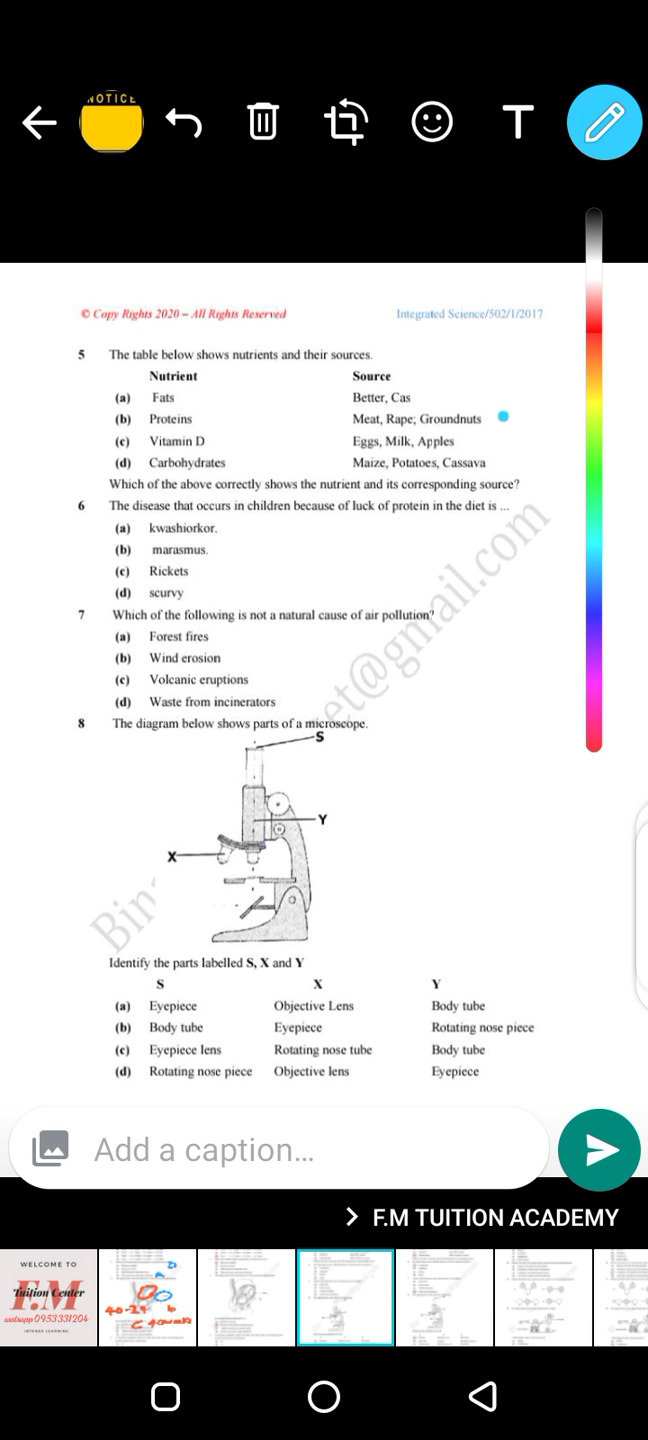 NOTICE
T
© Copy Rights 2020 – All Rights Reserved Integrated Science/502/1/2017
5 The table below shows nutrients and their sources.
Nutrient Source
(a) Fats Better, Cas
(b) Proteins Meat, Rape; Groundnuts
(c) Vitamin D Eggs, Milk, Apples
(d) Carbohydrates Maize, Potatoes, Cassava
Which of the above correctly shows the nutrient and its corresponding source?
6 The disease that occurs in children because of luck of protein in the diet is ...
(a) kwashiorkor.
(b) marasmus.
(c) Rickets
(d) scurvy
7 Which of the following is not a natural cause of air pollution?
(a) Forest fires
(b) Wind erosion
(c) Volcanic eruptions
(d) Waste from incinerators
8 The diagram below shows parts of a microscope.
S
Y
X
Bin
et@gmail.com
Identify the parts labelled S, X and Y
S X Y
(a) Eyepiece Objective Lens Body tube
(b) Body tube Eyepiece Rotating nose piece
(c) Eyepiece lens Rotating nose tube Body tube
(d) Rotating nose piece Objective lens Eyepiece
Add a caption...
> F.M TUITION ACADEMY
WELCOME TO
F.M
Tuition Center
watsapp 0953331204
INTENSE LEARNING